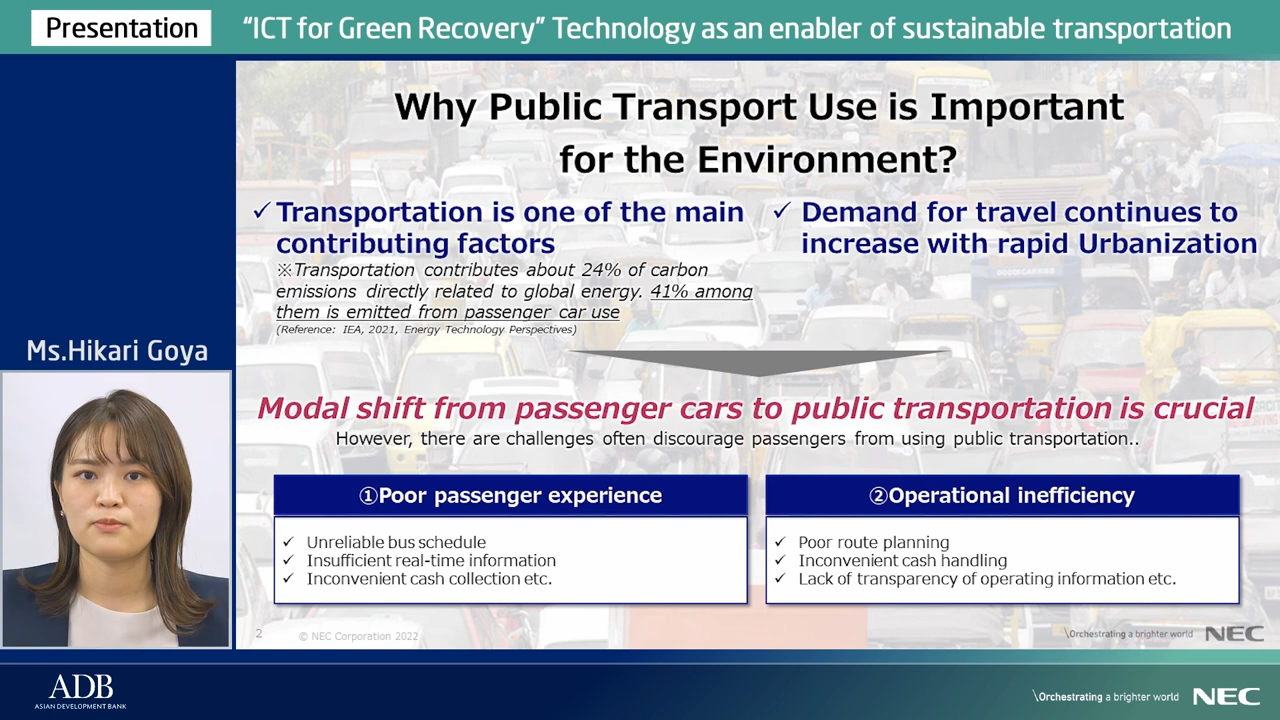 Presentation
“ICT for Green Recovery” Technology as an enabler of sustainable transportation
Why Public Transport Use is Important
for the Environment?
✓ Transportation is one of the main
contributing factors
※Transportation contributes about 24% of carbon
emissions directly related to global energy. 41% among
them is emitted from passenger car use
(Reference: IEA, 2021, Energy Technology Perspectives)
✓ Demand for travel continues to
increase with rapid Urbanization
Modal shift from passenger cars to public transportation is crucial
However, there are challenges often discourage passengers from using public transportation..
①Poor passenger experience
✓ Unreliable bus schedule
✓ Insufficient real-time information
✓ Inconvenient cash collection etc.
②Operational inefficiency
✓ Poor route planning
✓ Inconvenient cash handling
✓ Lack of transparency of operating information etc.
2
© NEC Corporation 2022
\Orchestrating a brighter world NEC
Ms.Hikari Goya
ADB
ASIAN DEVELOPMENT BANK
\Orchestrating a brighter world NEC